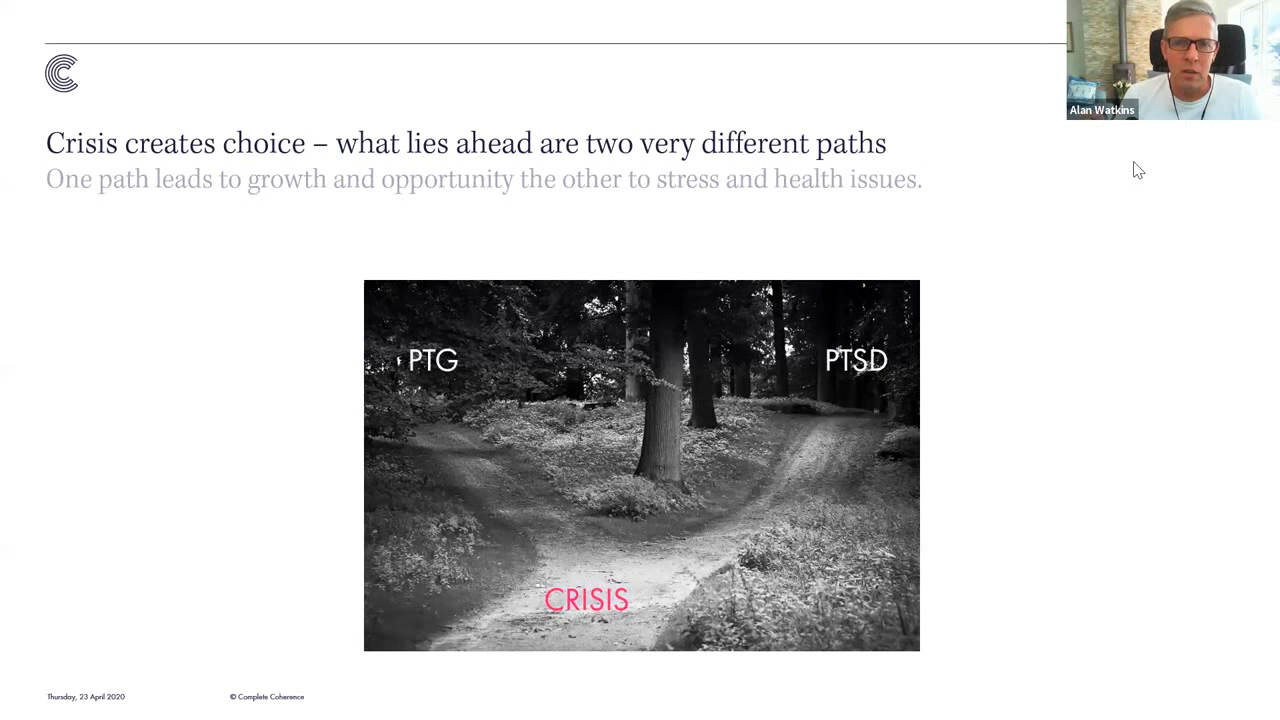 Alan Watkins
Crisis creates choice – what lies ahead are two very different paths
One path leads to growth and opportunity the other to stress and health issues.
PTG
PTSD
CRISIS
Thursday, 23 April 2020
© Complete Coherence